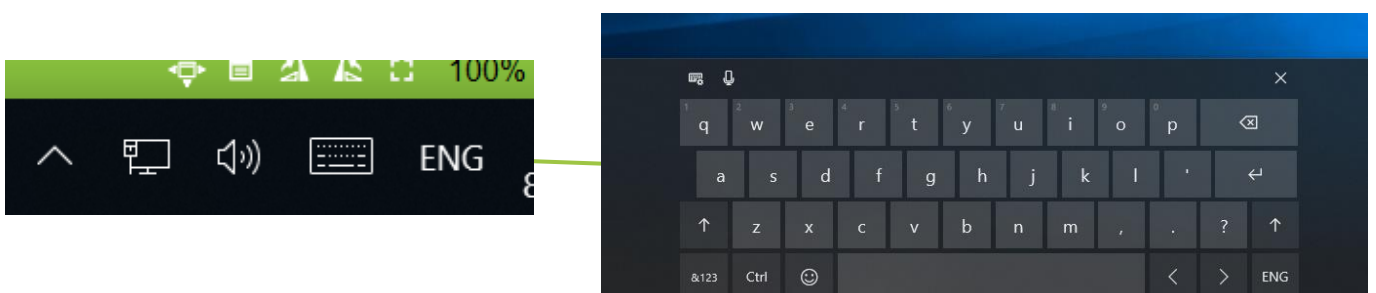 100%
ENG
1 2 3 4 5 6 7 8 9 0
q w e r t y u i o p
a s d f g h j k l '
z x c v b n m , . ?
&123 Ctrl < > ENG